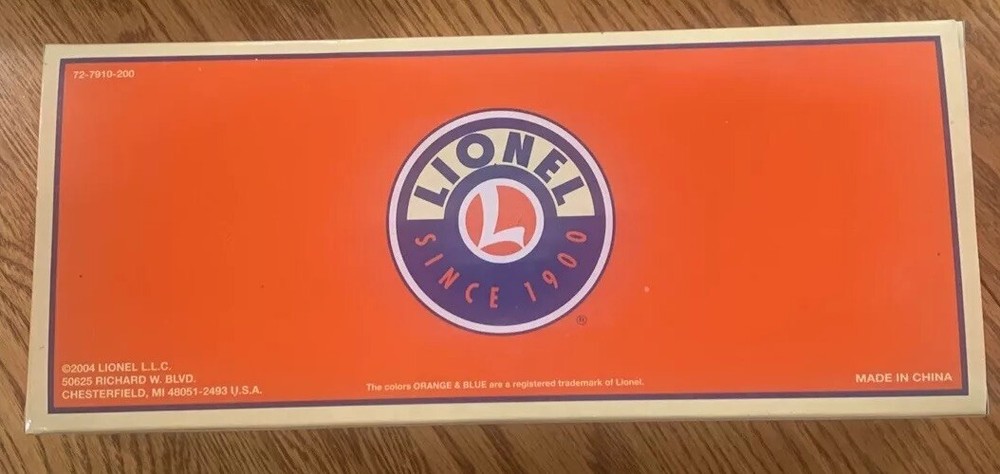 72-7910-200
LIONEL
L
SINCE 1900
®
©2004 LIONEL L.L.C.
50625 RICHARD W. BLVD.
CHESTERFIELD, MI 48051-2493 U.S.A.
The colors ORANGE & BLUE are a registered trademark of Lionel.
MADE IN CHINA